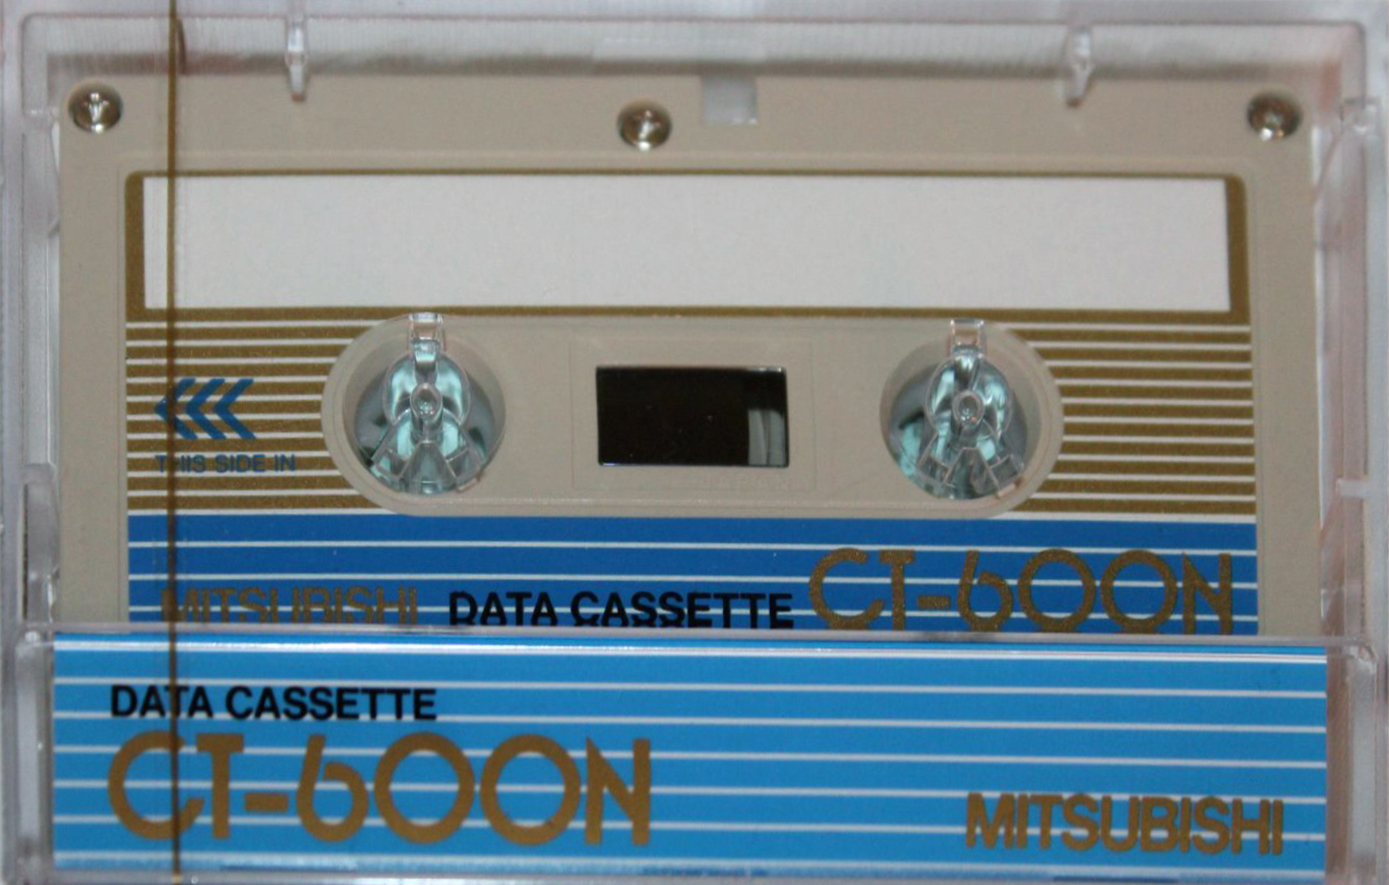 THIS SIDE IN
MITSUBISHI DATA CASSETTE CT-600N
DATA CASSETTE
CT-600N
MITSUBISHI